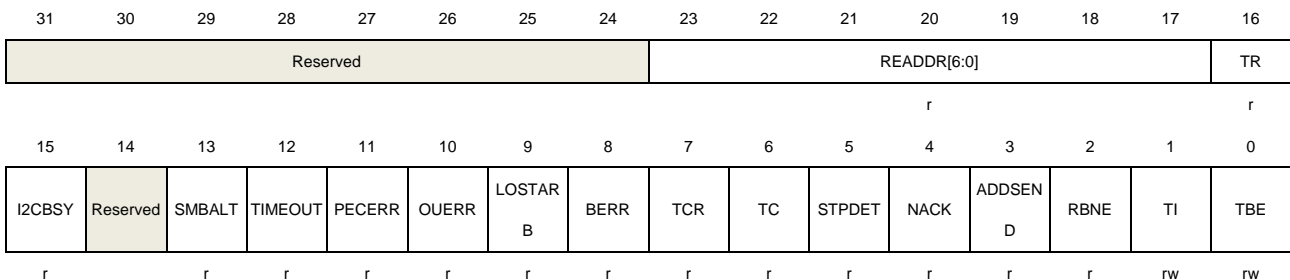 31 30 29 28 27 26 25 24 23 22 21 20 19 18 17 16
Reserved READDR[6:0] TR
r r
15 14 13 12 11 10 9 8 7 6 5 4 3 2 1 0
I2CBSY Reserved SMBALT TIMEOUT PECERR OUERR LOSTAR
B BERR TCR TC STPDET NACK ADDSEN
D RBNE TI TBE
r r r r r r r r r r r r r rw rw